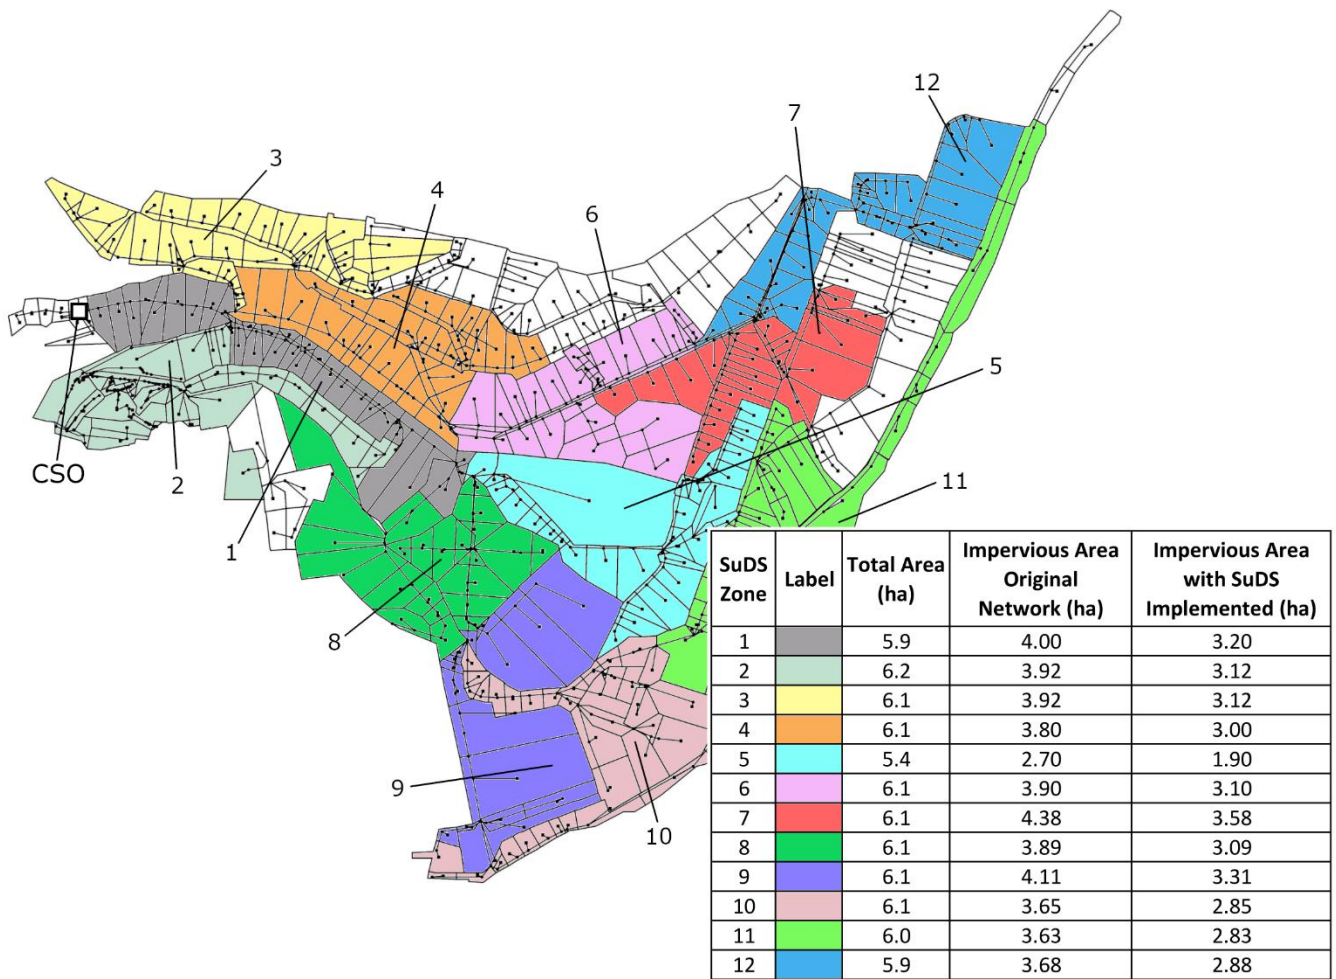 12
7
3
4
6
5
CSO
2
1
11
8
9
10
SuDS Zone Label Total Area (ha) Impervious Area Original Network (ha) Impervious Area with SuDS Implemented (ha)
1 5.9 4.00 3.20
2 6.2 3.92 3.12
3 6.1 3.92 3.12
4 6.1 3.80 3.00
5 5.4 2.70 1.90
6 6.1 3.90 3.10
7 6.1 4.38 3.58
8 6.1 3.89 3.09
9 6.1 4.11 3.31
10 6.1 3.65 2.85
11 6.0 3.63 2.83
12 5.9 3.68 2.88